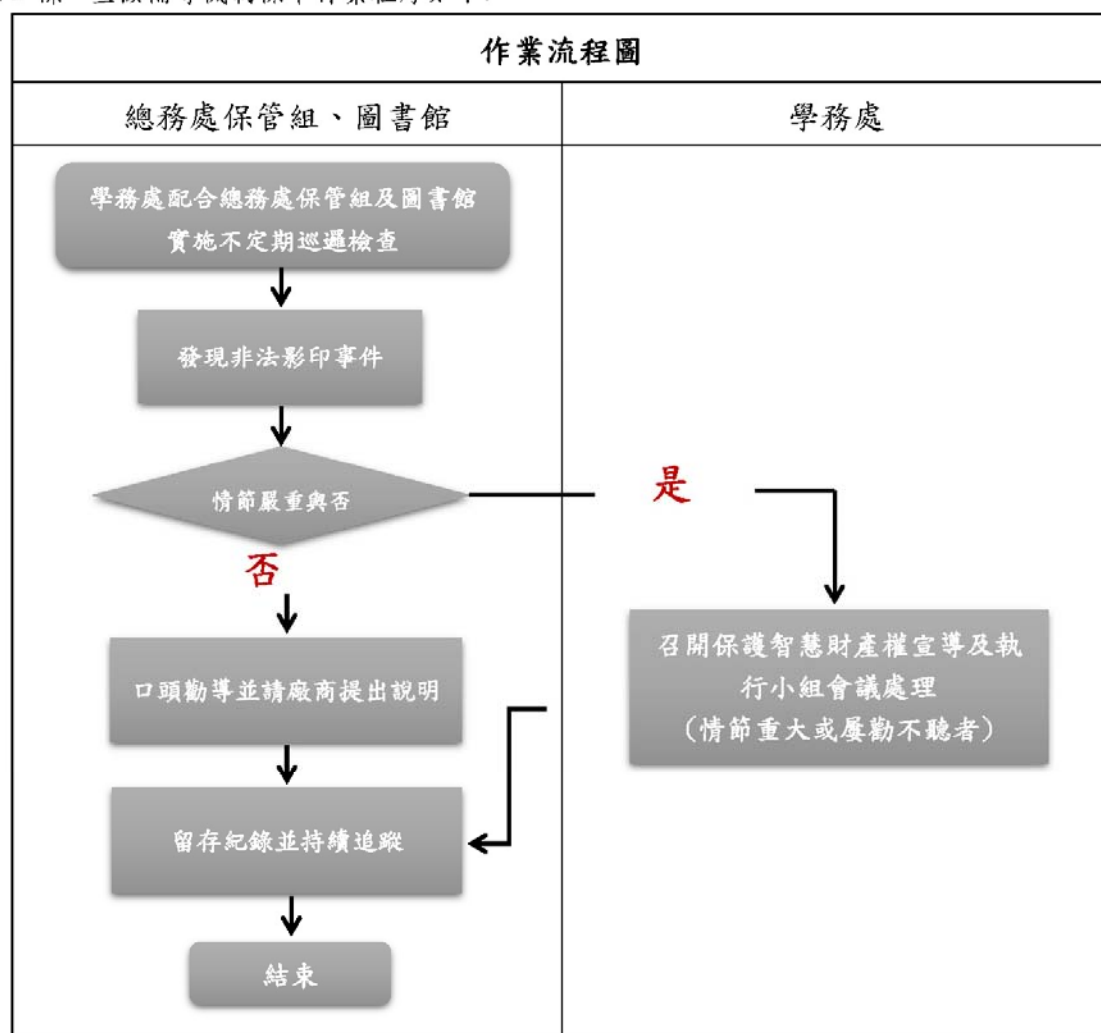 作業流程圖
總務處保管組、圖書館
學務處
學務處配合總務處保管組及圖書館
實施不定期巡邏檢查
發現非法影印事件
情節嚴重與否
是
否
召開保護智慧財產權宣導及執
行小組會議處理
(情節重大或屢勸不聽者)
口頭勸導並請廠商提出說明
留存紀錄並持續追蹤
結束